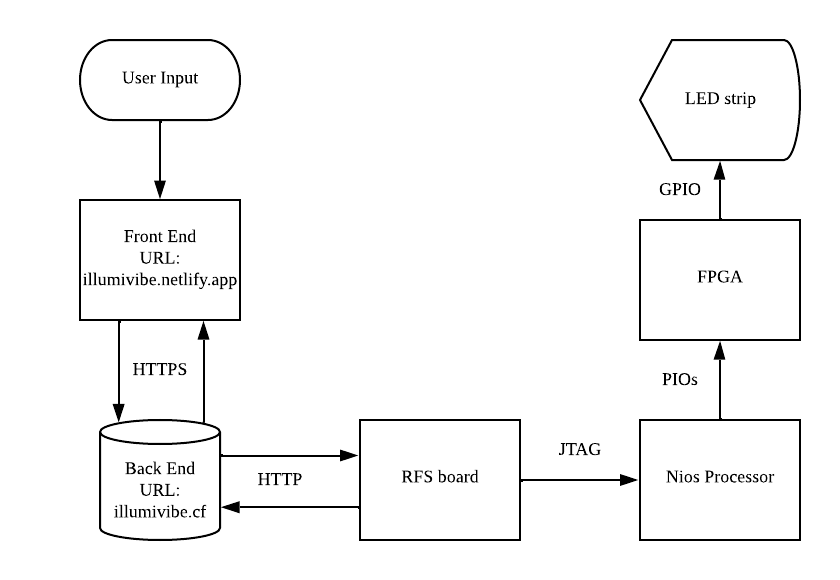 User Input
LED strip
GPIO
Front End
URL:
illumivibe.netlify.app
FPGA
HTTPS
PIOs
Back End
URL:
illumivibe.cf
HTTP
RFS board
JTAG
Nios Processor